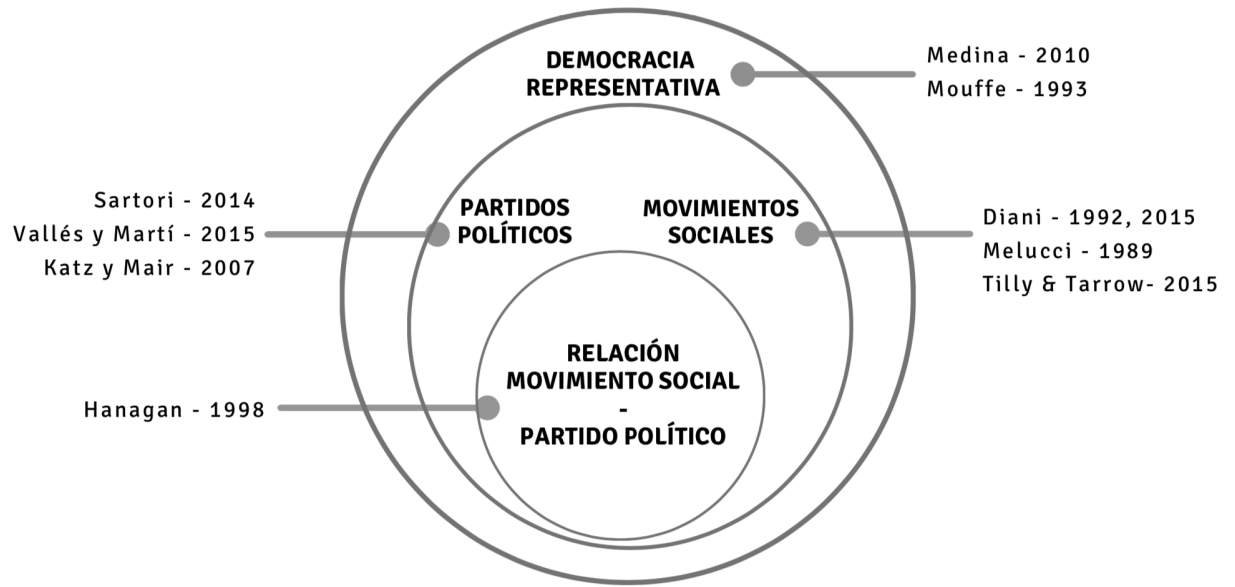 DEMOCRACIA
REPRESENTATIVA
Medina - 2010
Mouffe - 1993
Sartori - 2014
Vallés y Martí - 2015
Katz y Mair - 2007
PARTIDOS
POLÍTICOS
MOVIMIENTOS
SOCIALES
Diani - 1992, 2015
Melucci - 1989
Tilly & Tarrow- 2015
Hanagan - 1998
RELACIÓN
MOVIMIENTO SOCIAL
-
PARTIDO POLÍTICO